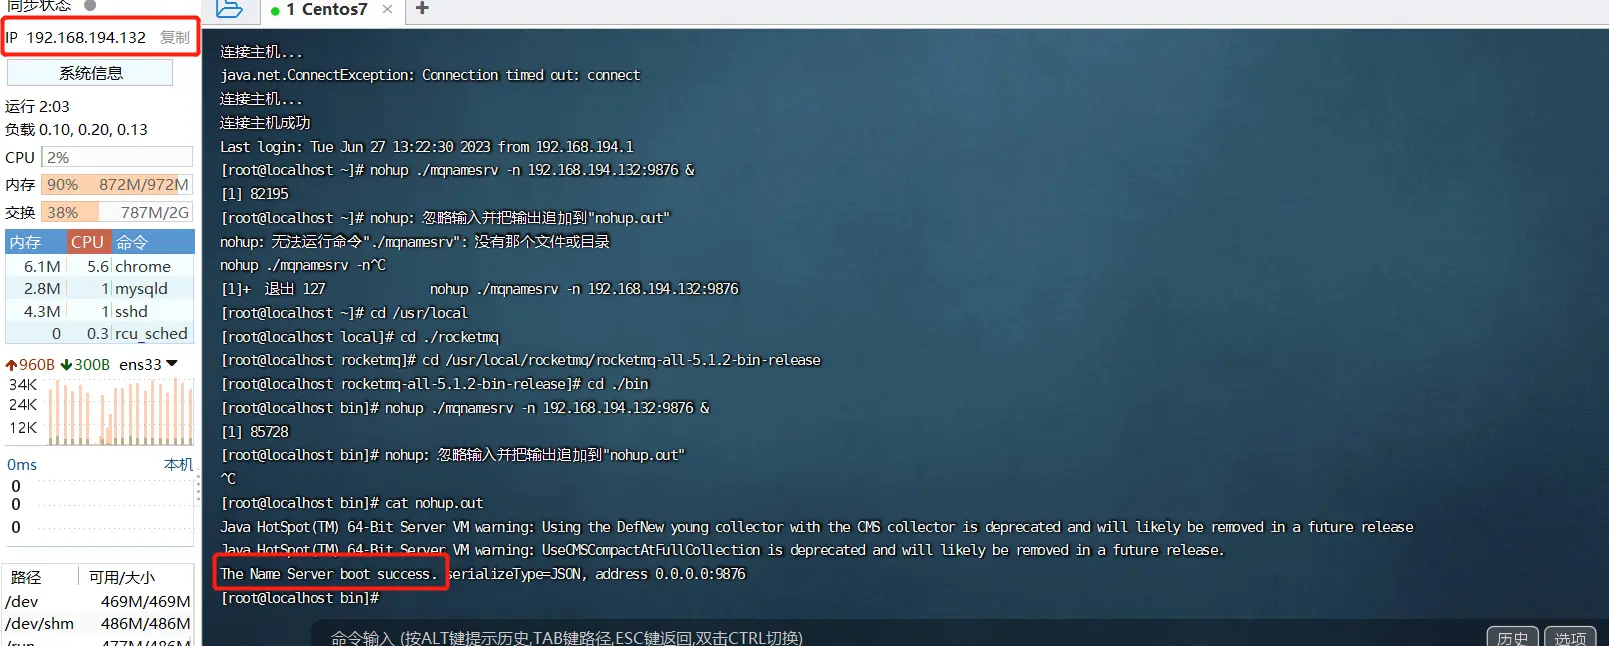 同步状态
1 Centos7 × +
IP 192.168.194.132 复制
系统信息
运行 2:03
负载 0.10, 0.20, 0.13
CPU 2%
内存 90% 872M/972M
交换 38% 787M/2G
内存 CPU 命令
6.1M 5.6 chrome
2.8M 1 mysqld
4.3M 1 sshd
0 0.3 rcu_sched
960B 300B ens33
34K
24K
12K
0ms 本机
0
0
0
路径 可用/大小
/dev 469M/469M
/dev/shm 486M/486M
/run 477M/486M
连接主机...
java.net.ConnectException: Connection timed out: connect
连接主机...
连接主机成功
Last login: Tue Jun 27 13:22:30 2023 from 192.168.194.1
[root@localhost ~]# nohup ./mqnamesrv -n 192.168.194.132:9876 &
[1] 82195
[root@localhost ~]# nohup: 忽略输入并把输出追加到"nohup.out"
nohup: 无法运行命令"./mqnamesrv": 没有那个文件或目录
nohup ./mqnamesrv -n^C
[1]+ 退出 127 nohup ./mqnamesrv -n 192.168.194.132:9876
[root@localhost ~]# cd /usr/local
[root@localhost local]# cd ./rocketmq
[root@localhost rocketmq]# cd /usr/local/rocketmq/rocketmq-all-5.1.2-bin-release
[root@localhost rocketmq-all-5.1.2-bin-release]# cd ./bin
[root@localhost bin]# nohup ./mqnamesrv -n 192.168.194.132:9876 &
[1] 85728
[root@localhost bin]# nohup: 忽略输入并把输出追加到"nohup.out"
^C
[root@localhost bin]# cat nohup.out
Java HotSpot(TM) 64-Bit Server VM warning: Using the DefNew young collector with the CMS collector is deprecated and will likely be removed in a future release
Java HotSpot(TM) 64-Bit Server VM warning: UseCMSCompactAtFullCollection is deprecated and will likely be removed in a future release.
The Name Server boot success. serializeType=JSON, address 0.0.0.0:9876
[root@localhost bin]#
命令输入 (按ALT键提示历史,TAB键路径,ESC键返回,双击CTRL切换)
历史 选项